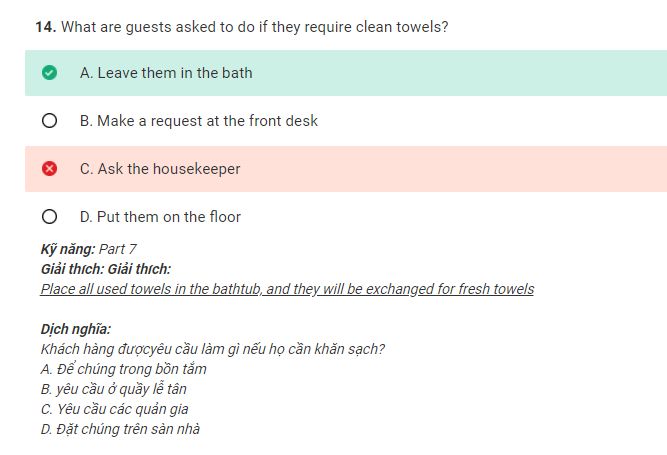 14. What are guests asked to do if they require clean towels?
A. Leave them in the bath
B. Make a request at the front desk
C. Ask the housekeeper
D. Put them on the floor
Kỹ năng: Part 7
Giải thích: Giải thích:
Place all used towels in the bathtub, and they will be exchanged for fresh towels
Dịch nghĩa:
Khách hàng đượcyêu cầu làm gì nếu họ cần khăn sạch?
A. Để chúng trong bồn tắm
B. yêu cầu ở quầy lễ tân
C. Yêu cầu các quản gia
D. Đặt chúng trên sàn nhà